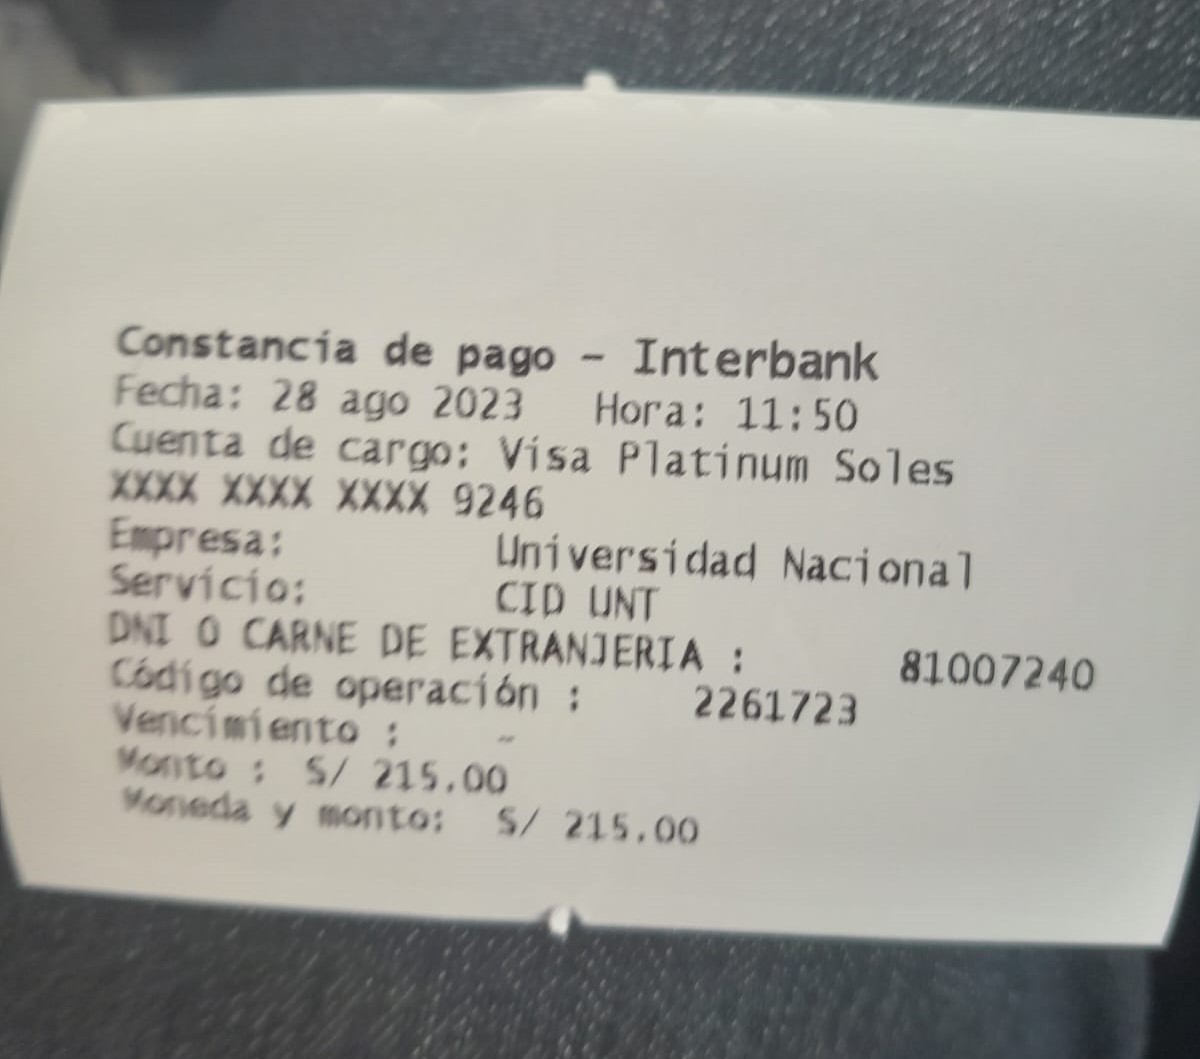 Constancia de pago - Interbank
Fecha: 28 ago 2023 Hora: 11:50
Cuenta de cargo: Visa Platinum Soles
XXXX XXXX XXXX 9246
Empresa: Universidad Nacional
Servicio: CID UNT
DNI O CARNE DE EXTRANJERIA : 81007240
Código de operación : 2261723
Vencimiento : -
Monto : S/ 215.00
Moneda y monto: S/ 215.00